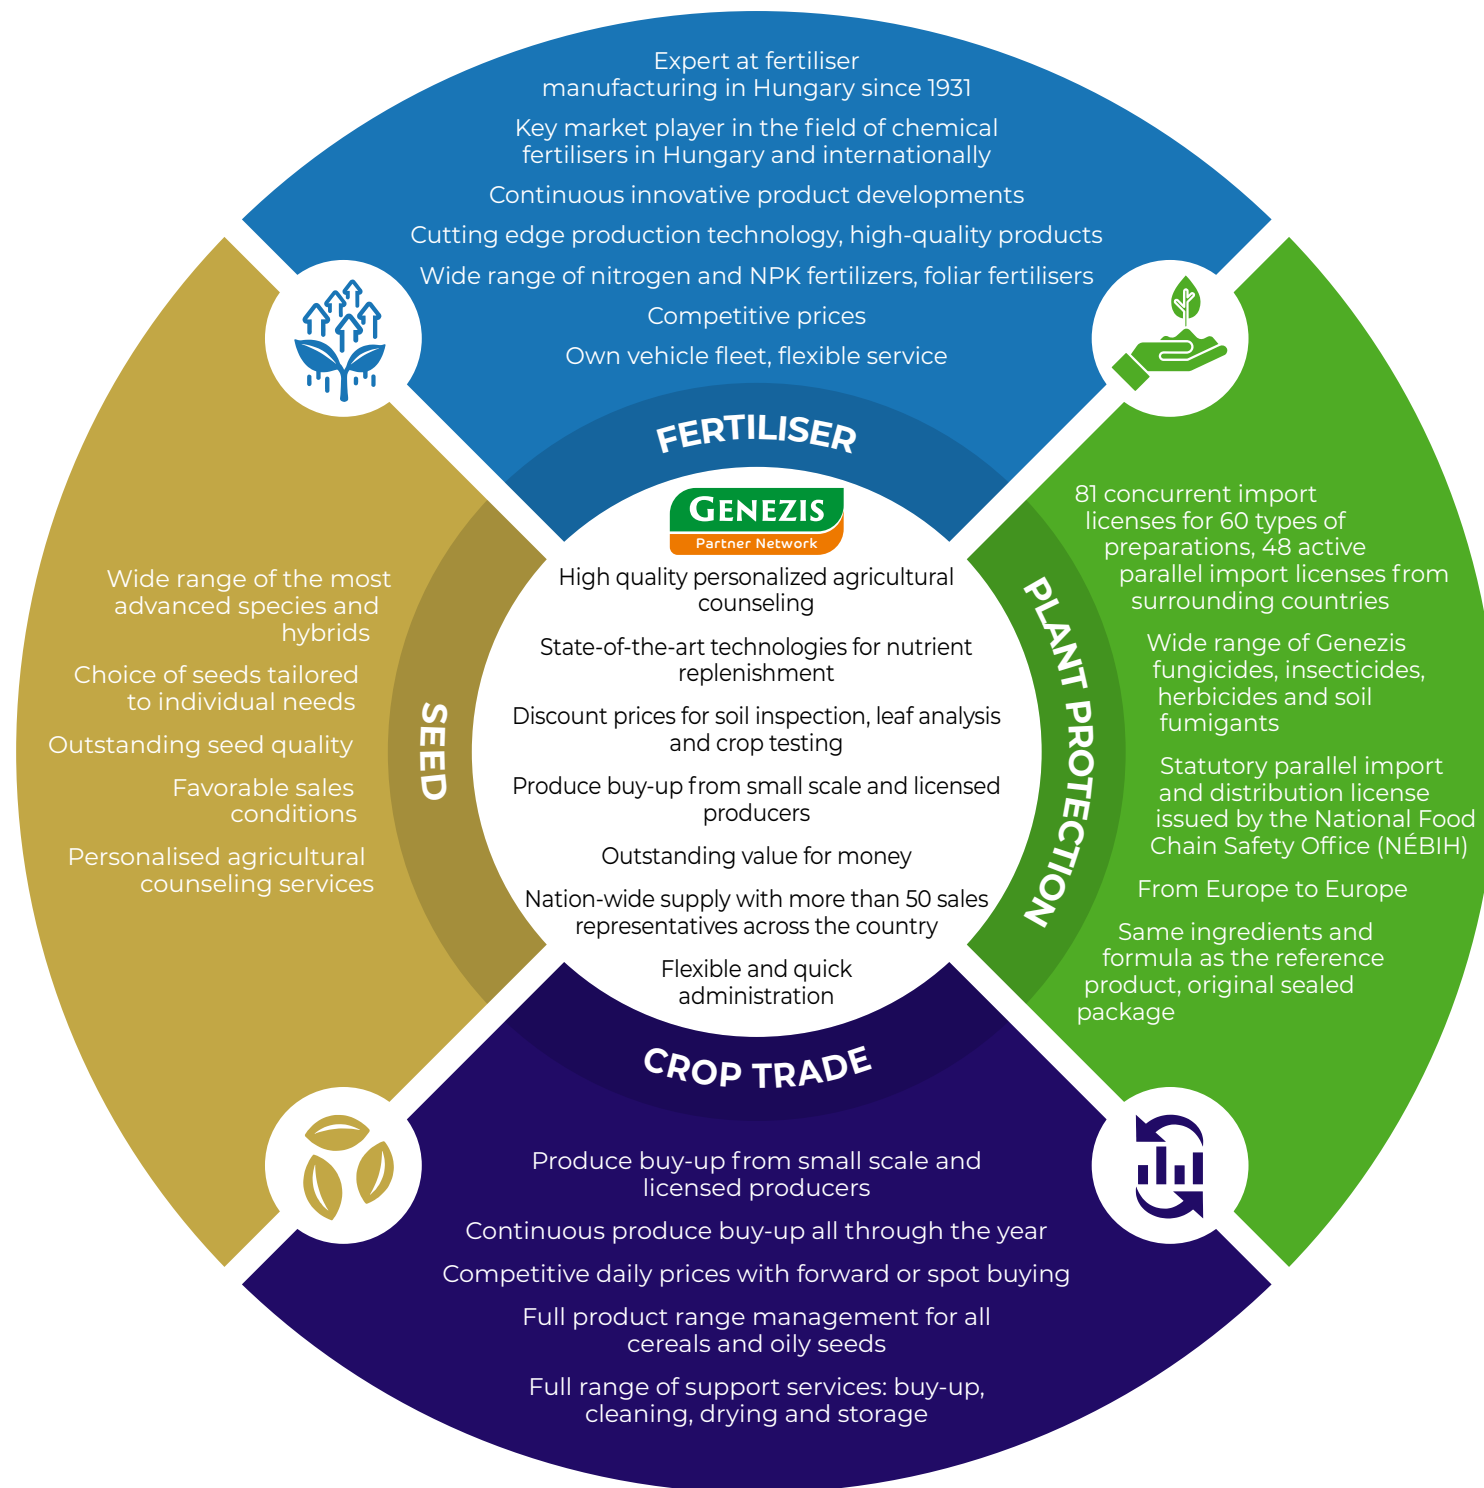 Expert at fertiliser
manufacturing in Hungary since 1931
Key market player in the field of chemical
fertilisers in Hungary and internationally
Continuous innovative product developments
Cutting edge production technology, high-quality products
Wide range of nitrogen and NPK fertilizers, foliar fertilisers
Competitive prices
Own vehicle fleet, flexible service
FERTILISER
GENEZIS
Partner Network
High quality personalized agricultural
counseling
State-of-the-art technologies for nutrient
replenishment
Discount prices for soil inspection, leaf analysis
and crop testing
Produce buy-up from small scale and licensed
producers
Outstanding value for money
Nation-wide supply with more than 50 sales
representatives across the country
Flexible and quick
administration
SEED
Wide range of the most
advanced species and
hybrids
Choice of seeds tailored
to individual needs
Outstanding seed quality
Favorable sales
conditions
Personalised agricultural
counseling services
PLANT PROTECTION
81 concurrent import
licenses for 60 types of
preparations, 48 active
parallel import licenses from
surrounding countries
Wide range of Genezis
fungicides, insecticides,
herbicides and soil
fumigants
Statutory parallel import
and distribution license
issued by the National Food
Chain Safety Office (NÉBIH)
From Europe to Europe
Same ingredients and
formula as the reference
product, original sealed
package
CROP TRADE
Produce buy-up from small scale and
licensed producers
Continuous produce buy-up all through the year
Competitive daily prices with forward or spot buying
Full product range management for all
cereals and oily seeds
Full range of support services: buy-up,
cleaning, drying and storage